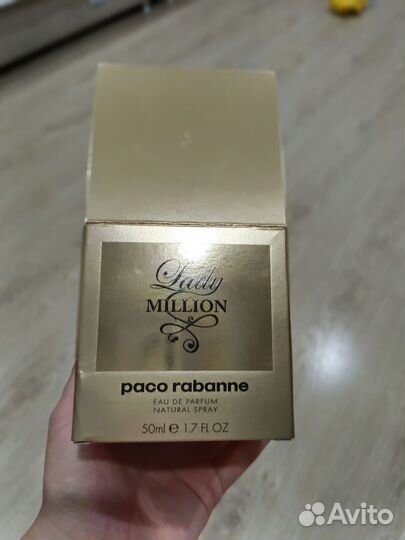 Lady
MILLION
paco rabanne
EAU DE PARFUM
NATURAL SPRAY
50ml ℮ 1.7 FL OZ
Avito